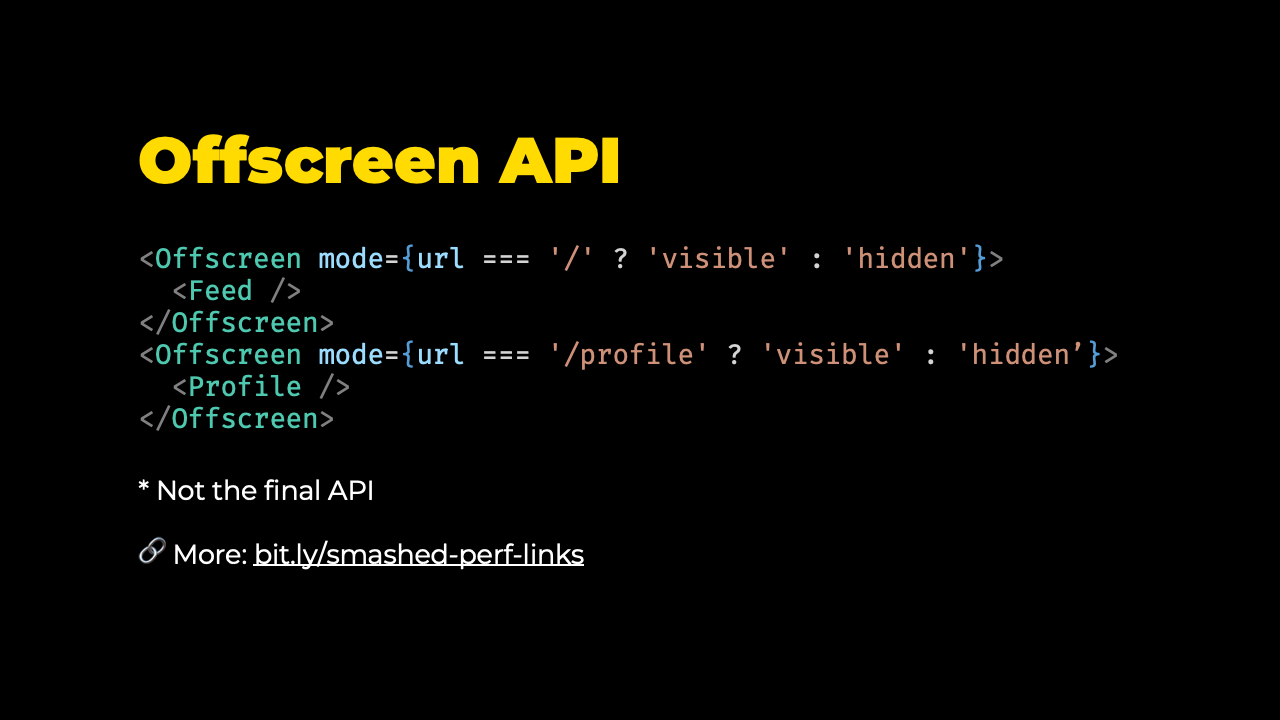 Offscreen API
<Offscreen mode={url === '/' ? 'visible' : 'hidden'}>
  <Feed />
</Offscreen>
<Offscreen mode={url === '/profile' ? 'visible' : 'hidden’}>
  <Profile />
</Offscreen>
* Not the final API
🔗 More: bit.ly/smashed-perf-links